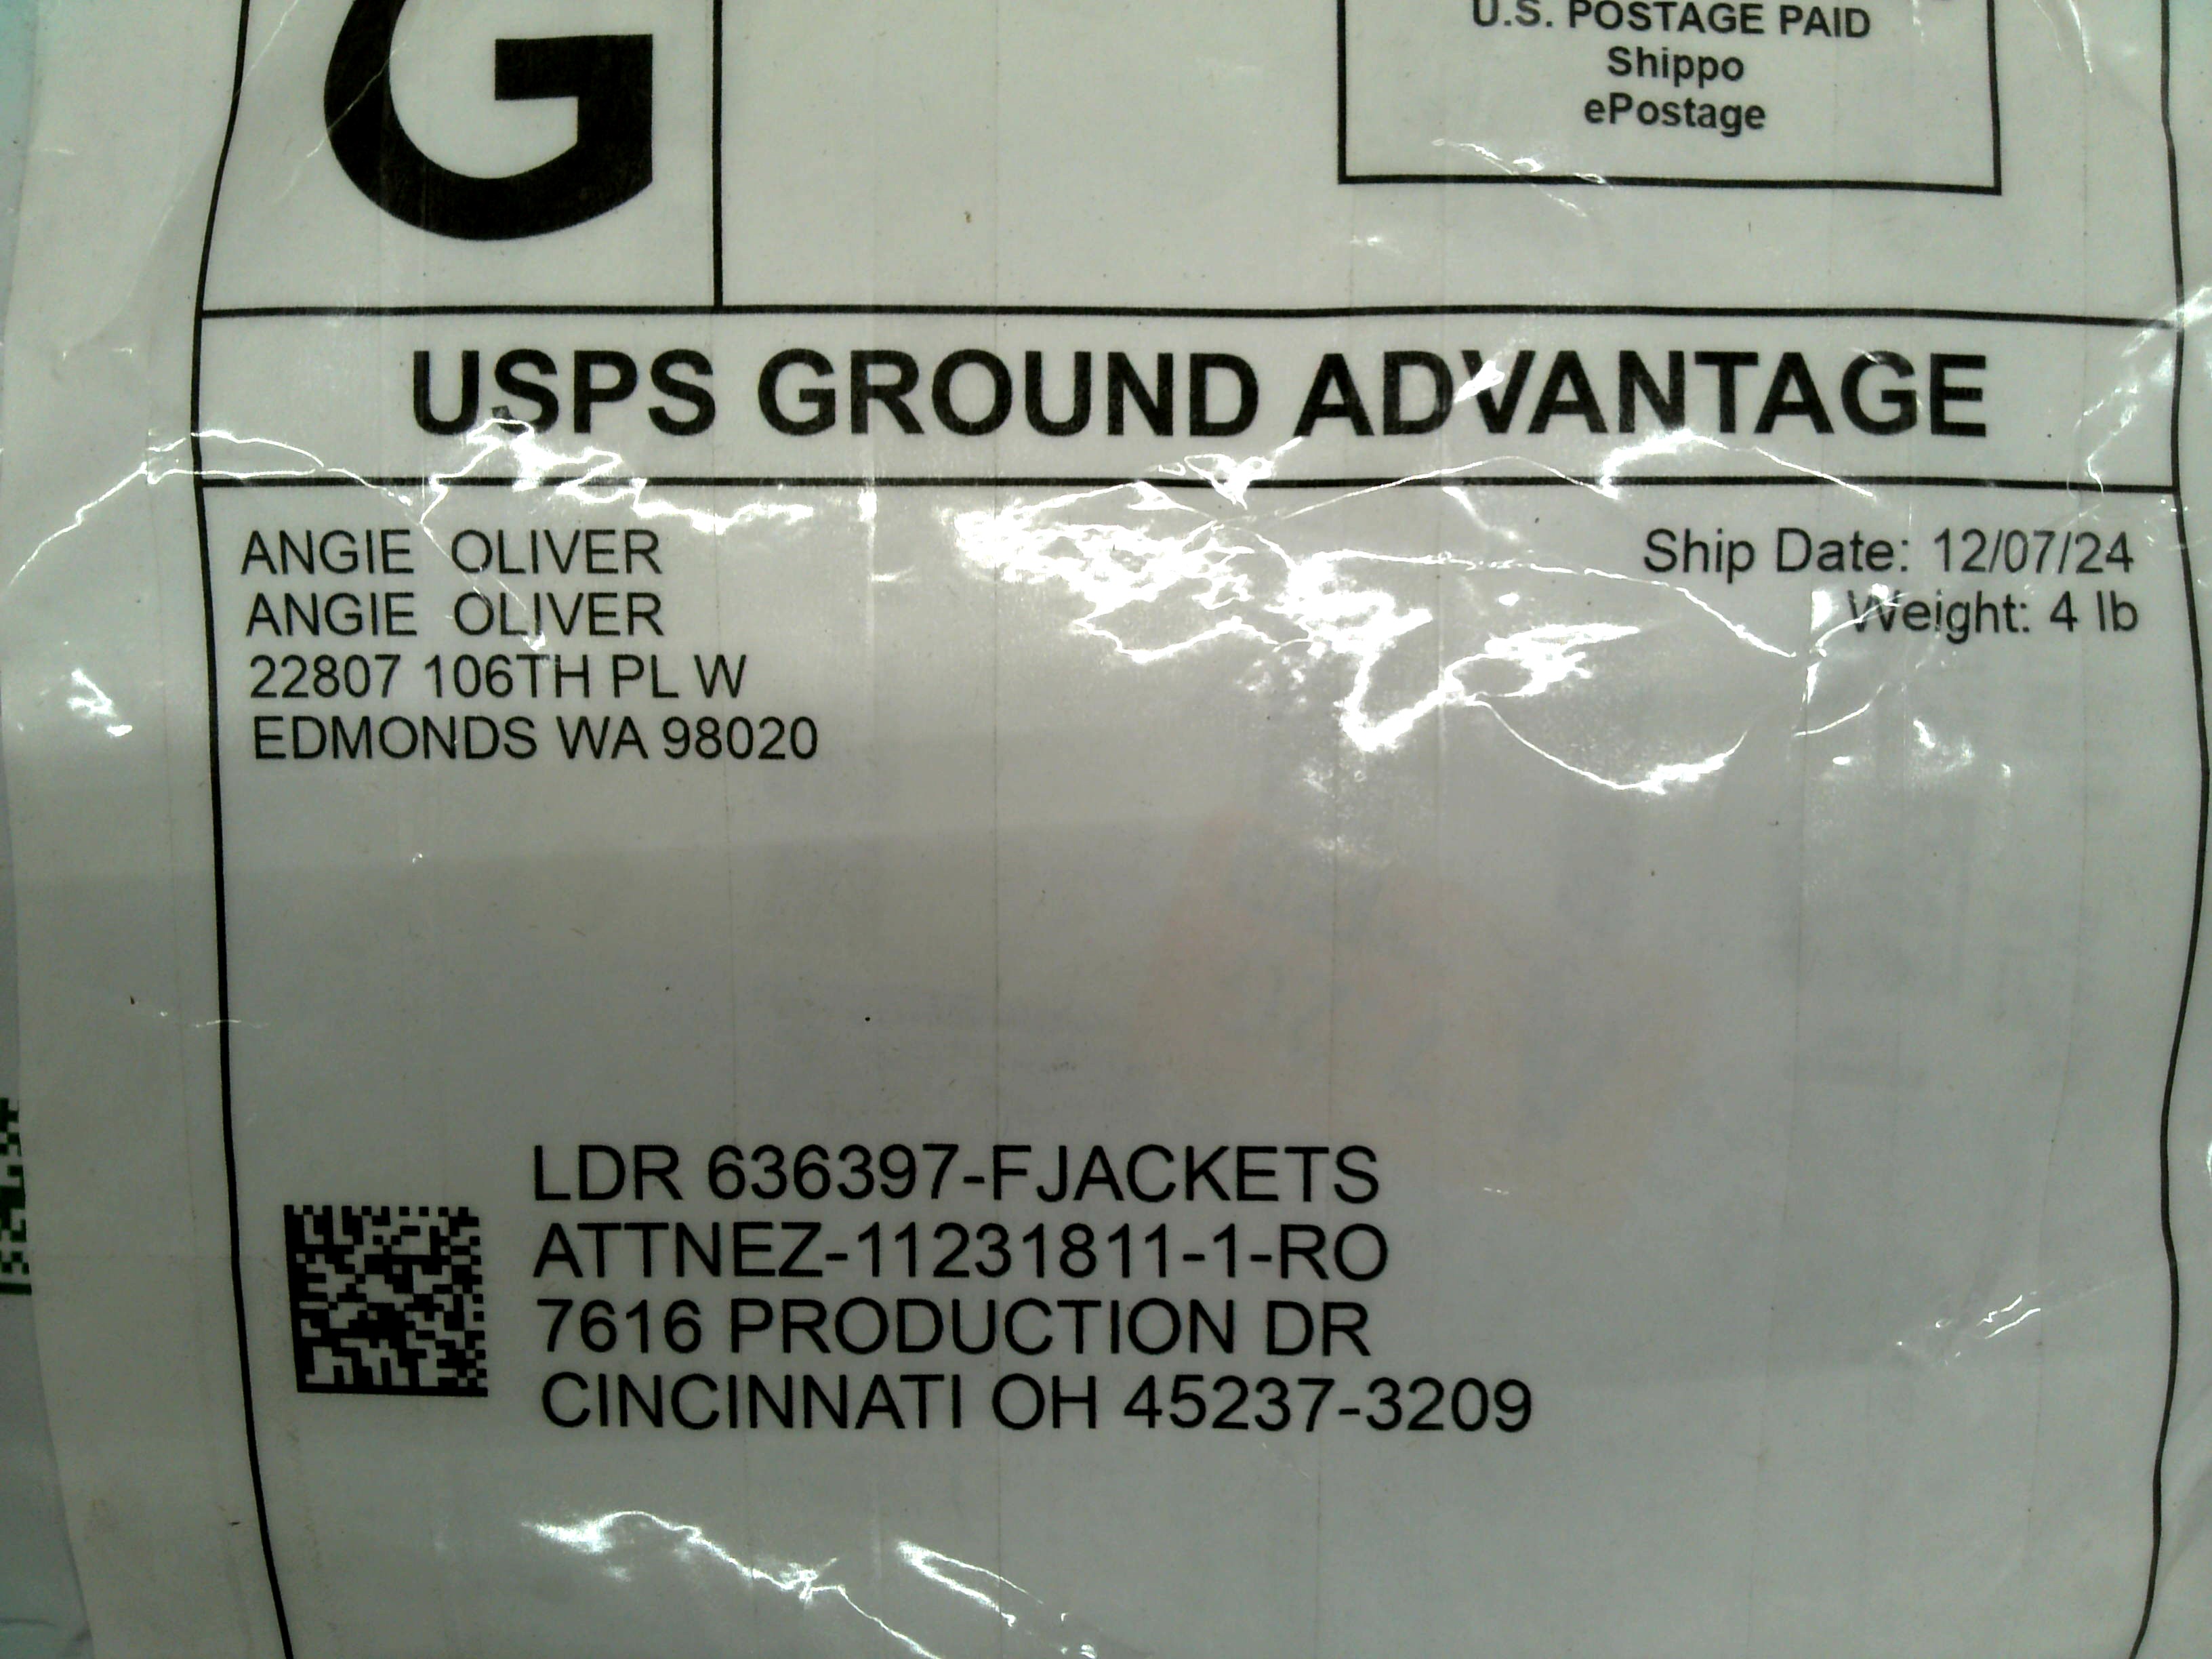 G
U.S. POSTAGE PAID
Shippo
ePostage
USPS GROUND ADVANTAGE
ANGIE OLIVER
ANGIE OLIVER
22807 106TH PL W
EDMONDS WA 98020
Ship Date: 12/07/24
Weight: 4 lb
LDR 636397-FJACKETS
ATTNEZ-11231811-1-RO
7616 PRODUCTION DR
CINCINNATI OH 45237-3209